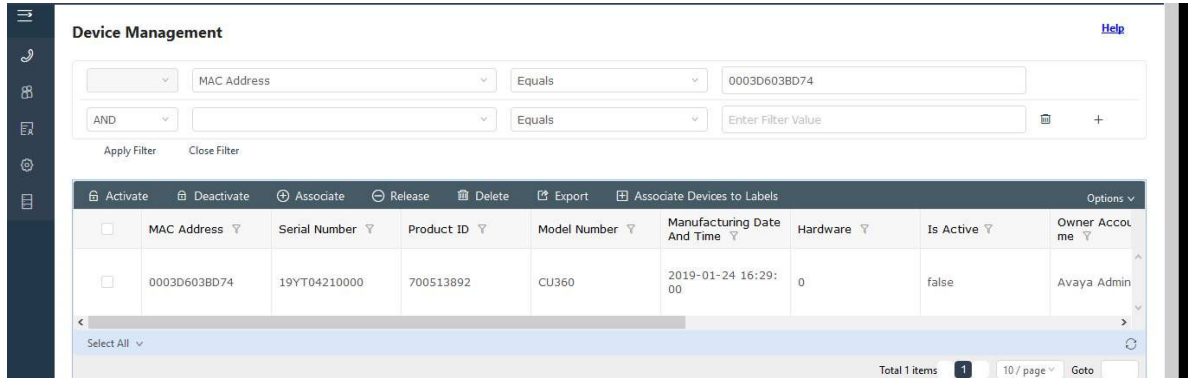 Device Management
Help
MAC Address Equals 0003D603BD74
AND Equals Enter Filter Value
Apply Filter Close Filter
Activate Deactivate Associate Release Delete Export Associate Devices to Labels Options
MAC Address Serial Number Product ID Model Number Manufacturing Date Hardware Is Active Owner Accou
And Time me
0003D603BD74 19YT04210000 700513892 CU360 2019-01-24 16:29: 0 false Avaya Admin
00
Select All
Total 1 items 1 10 / page Goto